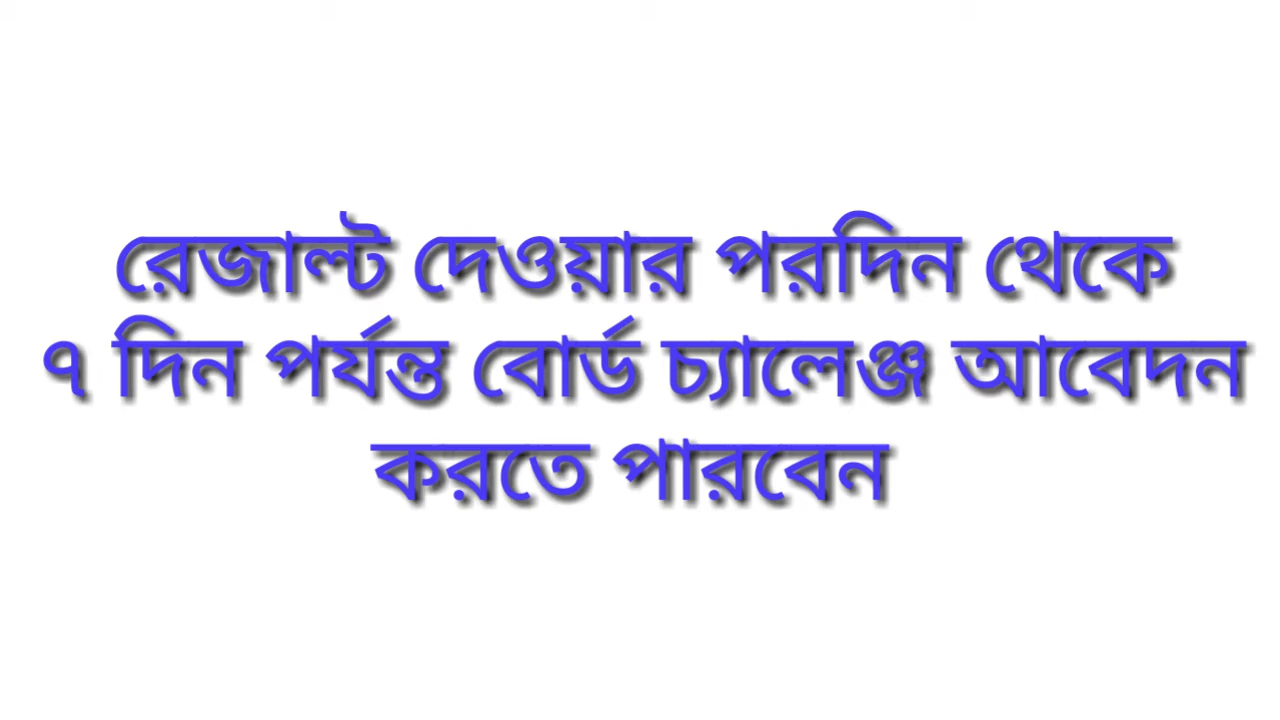 রেজাল্ট দেওয়ার পরদিন থেকে
৭ দিন পর্যন্ত বোর্ড চ্যালেঞ্জ আবেদন
করতে পারবেন